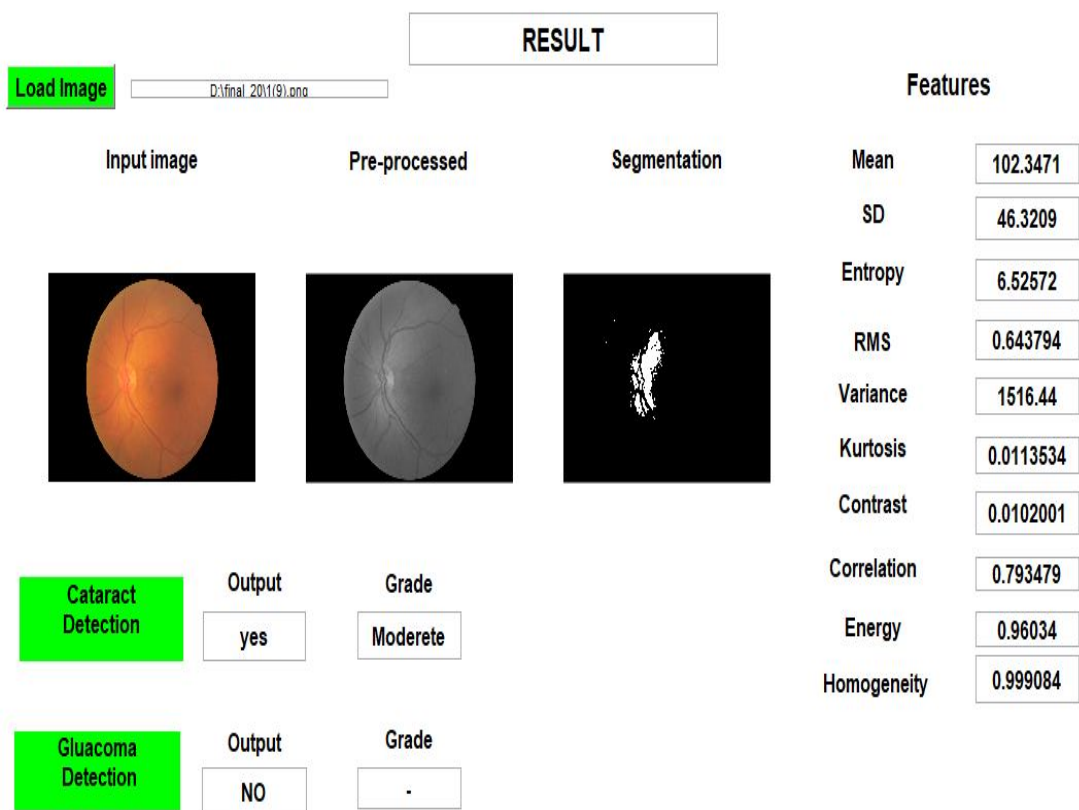 RESULT
Load Image
D:\final_20\1(9).png
Features
Input image
Pre-processed
Segmentation
Mean
102.3471
SD
46.3209
Entropy
6.52572
RMS
0.643794
Variance
1516.44
Kurtosis
0.0113534
Contrast
0.0102001
Correlation
0.793479
Energy
0.96034
Homogeneity
0.999084
Cataract
Detection
Output
yes
Grade
Moderete
Gluacoma
Detection
Output
NO
Grade
-